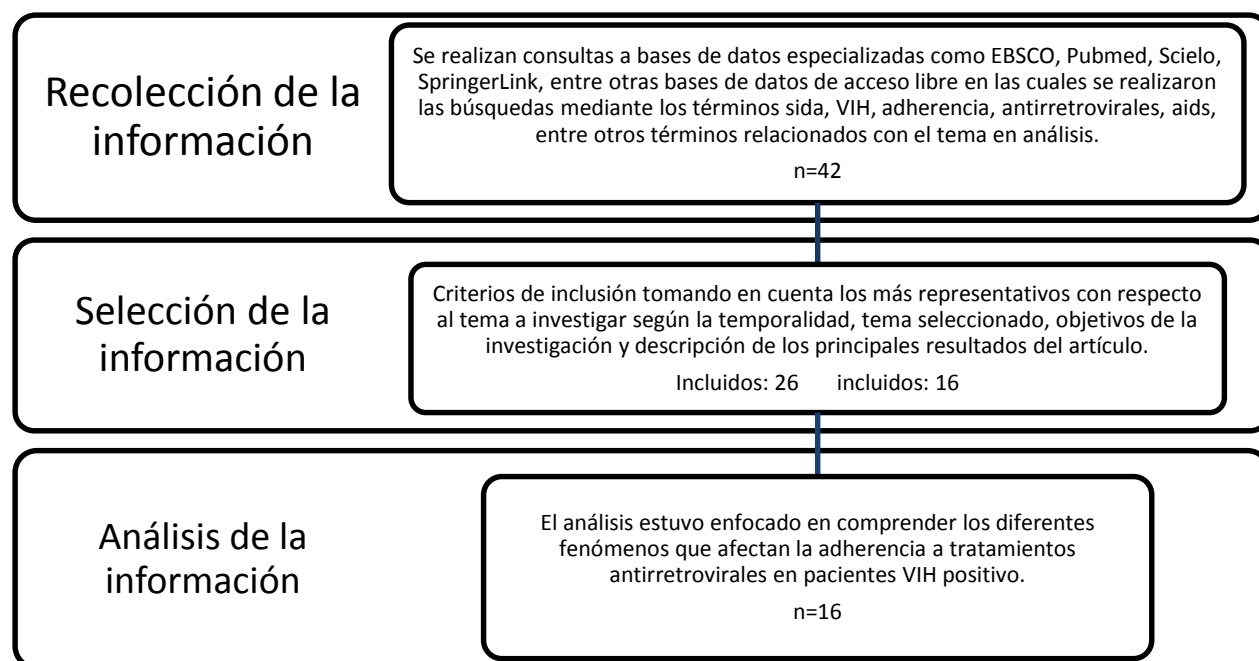 Recolección de la
información
Se realizan consultas a bases de datos especializadas como EBSCO, Pubmed, Scielo,
SpringerLink, entre otras bases de datos de acceso libre en las cuales se realizaron
las búsquedas mediante los términos sida, VIH, adherencia, antirretrovirales, aids,
entre otros términos relacionados con el tema en análisis.
n=42
Selección de la
información
Criterios de inclusión tomando en cuenta los más representativos con respecto
al tema a investigar según la temporalidad, tema seleccionado, objetivos de la
investigación y descripción de los principales resultados del artículo.
Incluidos: 26 incluidos: 16
Análisis de la
información
El análisis estuvo enfocado en comprender los diferentes
fenómenos que afectan la adherencia a tratamientos
antirretrovirales en pacientes VIH positivo.
n=16